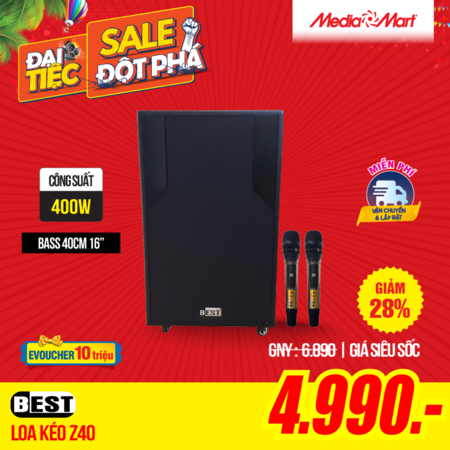 ĐẠI TIỆC
SALE
ĐỘT PHÁ
MediaMart
CÔNG SUẤT
400W
BASS 40CM 16”
BEST
MIỄN PHÍ
VẬN CHUYỂN
& LẮP ĐẶT
GIẢM
28%
EVOUCHER 10 triệu
GNY : 6.890 | GIÁ SIÊU SỐC
BEST
LOA KÉO Z40
4.990.-